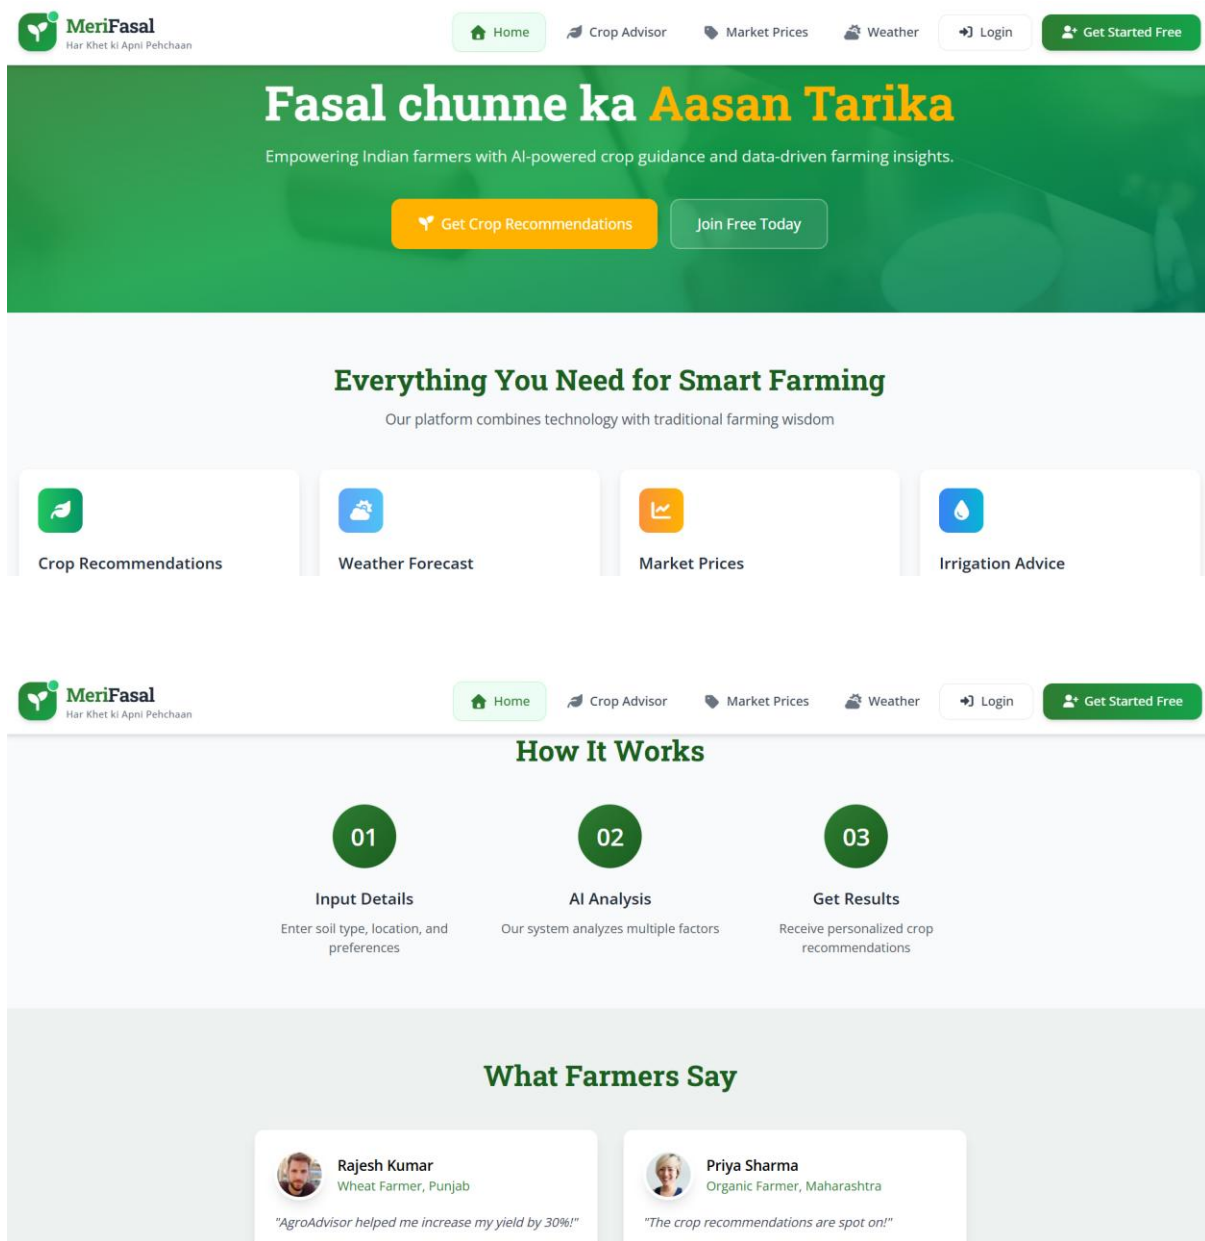 MeriFasal
Har Khet ki Apni Pehchaan
Home
Crop Advisor
Market Prices
Weather
Login
Get Started Free
Fasal chunne ka Aasan Tarika
Empowering Indian farmers with AI-powered crop guidance and data-driven farming insights.
Get Crop Recommendations
Join Free Today
Everything You Need for Smart Farming
Our platform combines technology with traditional farming wisdom
Crop Recommendations
Weather Forecast
Market Prices
Irrigation Advice
MeriFasal
Har Khet ki Apni Pehchaan
Home
Crop Advisor
Market Prices
Weather
Login
Get Started Free
How It Works
01
Input Details
Enter soil type, location, and
preferences
02
AI Analysis
Our system analyzes multiple factors
03
Get Results
Receive personalized crop
recommendations
What Farmers Say
Rajesh Kumar
Wheat Farmer, Punjab
"AgroAdvisor helped me increase my yield by 30%!"
Priya Sharma
Organic Farmer, Maharashtra
"The crop recommendations are spot on!"